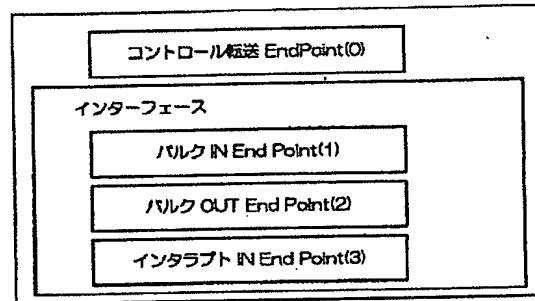 コントロール転送 EndPoint(0)
インターフェース
バルク IN End Point(1)
バルク OUT End Point(2)
インタラプト IN End Point(3)